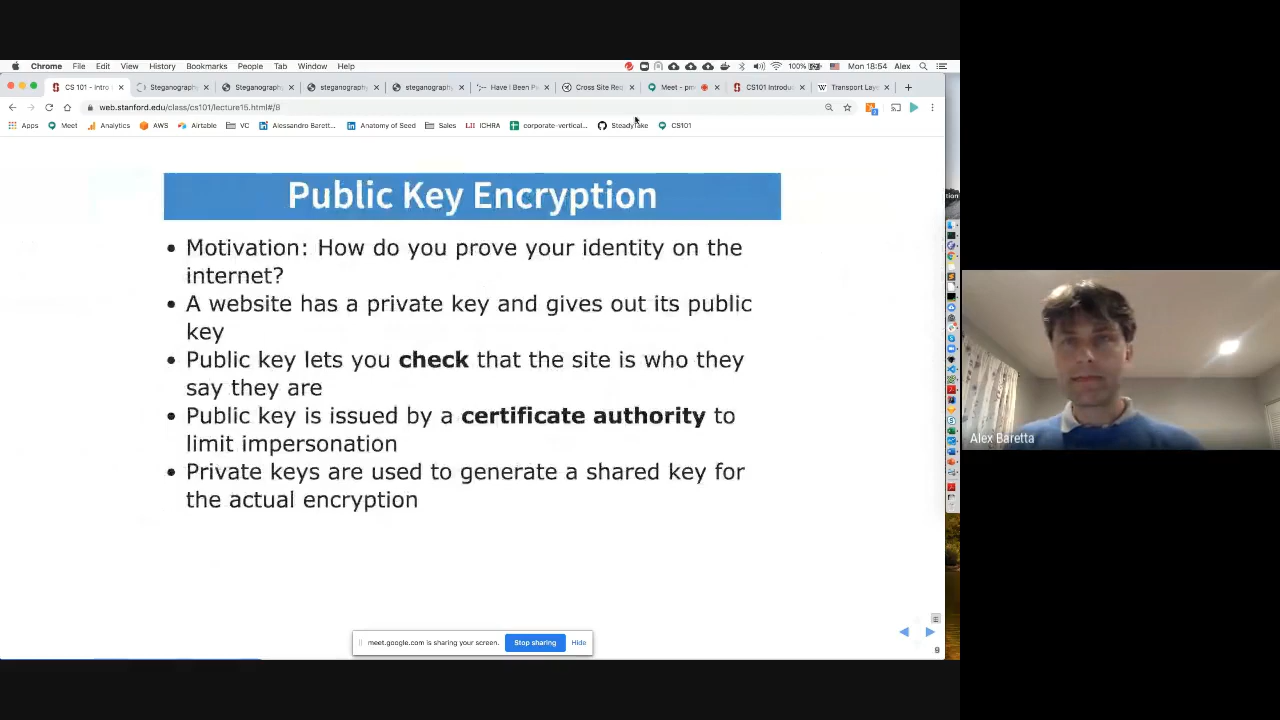 Chrome File Edit View History Bookmarks People Tab Window Help 100% Mon 18:54 Alex
CS 101 - Intro Steganograph Steganograph steganograph steganograph Have I Been P Cross Site Req Meet - CS101 Introdu Transport Laye
web.stanford.edu/class/cs101/lecture15.html#/8
Apps Meet Analytics AWS Airtable VC Alessandro Barett... Anatomy of Seed Sales LII ICHRA corporate-vertical... SteadyTake CS101
Public Key Encryption
• Motivation: How do you prove your identity on the
internet?
• A website has a private key and gives out its public
key
• Public key lets you check that the site is who they
say they are
• Public key is issued by a certificate authority to
limit impersonation
• Private keys are used to generate a shared key for
the actual encryption
Alex Baretta
meet.google.com is sharing your screen. Stop sharing Hide
9